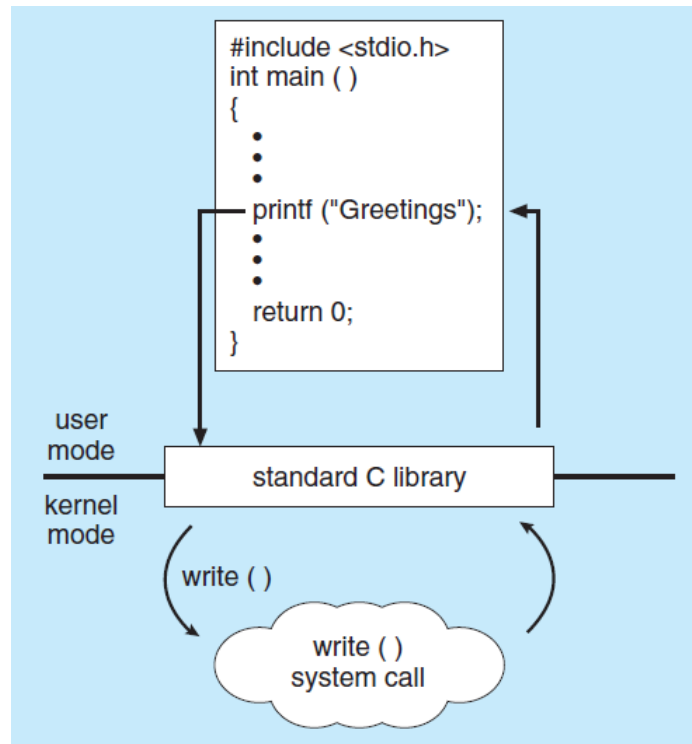 #include <stdio.h>
int main ( )
{
•
•
•
printf ("Greetings");
•
•
•
return 0;
}
user
mode
standard C library
kernel
mode
write ( )
write ( )
system call